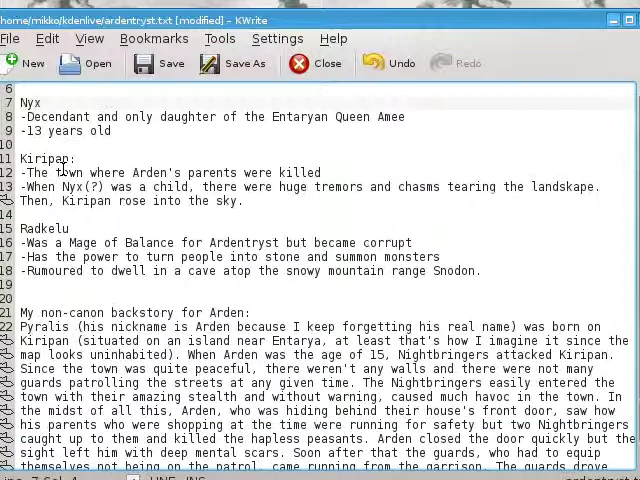 home/mikko/kdenlive/ardentryst.txt [modified] – KWrite
File Edit View Bookmarks Tools Settings Help
New Open Save Save As Close Undo Redo
6
7 Nyx
8 -Decendant and only daughter of the Entaryan Queen Amee
9 -13 years old
10
11 Kiripan:
12 -The town where Arden's parents were killed
13 -When Nyx(?) was a child, there were huge tremors and chasms tearing the landskape.
Then, Kiripan rose into the sky.
15 Radkelu
16 -Was a Mage of Balance for Ardentryst but became corrupt
17 -Has the power to turn people into stone and summon monsters
18 -Rumoured to dwell in a cave atop the snowy mountain range Snodon.
19
20
21 My non-canon backstory for Arden:
22 Pyralis (his nickname is Arden because I keep forgetting his real name) was born on
Kiripan (situated on an island near Entarya, at least that's how I imagine it since the
map looks uninhabited). When Arden was the age of 15, Nightbringers attacked Kiripan.
Since the town was quite peaceful, there weren't any walls and there were not many
guards patrolling the streets at any given time. The Nightbringers easily entered the
town with their amazing stealth and without warning, caused much havoc in the town. In
the midst of all this, Arden, who was hiding behind their house's front door, saw how
his parents who were shopping at the time were running for safety but two Nightbringers
caught up to them and killed the hapless peasants. Arden closed the door quickly but the
sight left him with deep mental scars. Soon after that the guards, who had to equip
themselves not being on the patrol, came running from the garrison. The guards drove